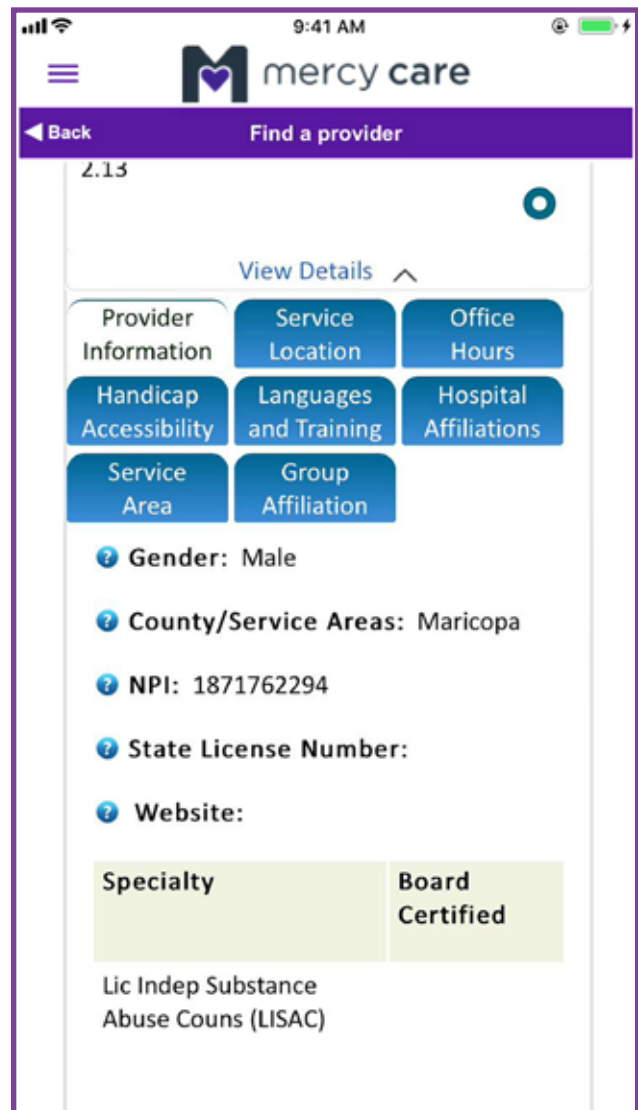 9:41 AM
mercy care
Back
Find a provider
2.13
View Details
Provider
Information
Service
Location
Office
Hours
Handicap
Accessibility
Languages
and Training
Hospital
Affiliations
Service
Area
Group
Affiliation
? Gender: Male
? County/Service Areas: Maricopa
? NPI: 1871762294
? State License Number:
? Website:
Specialty
Board
Certified
Lic Indep Substance
Abuse Couns (LISAC)